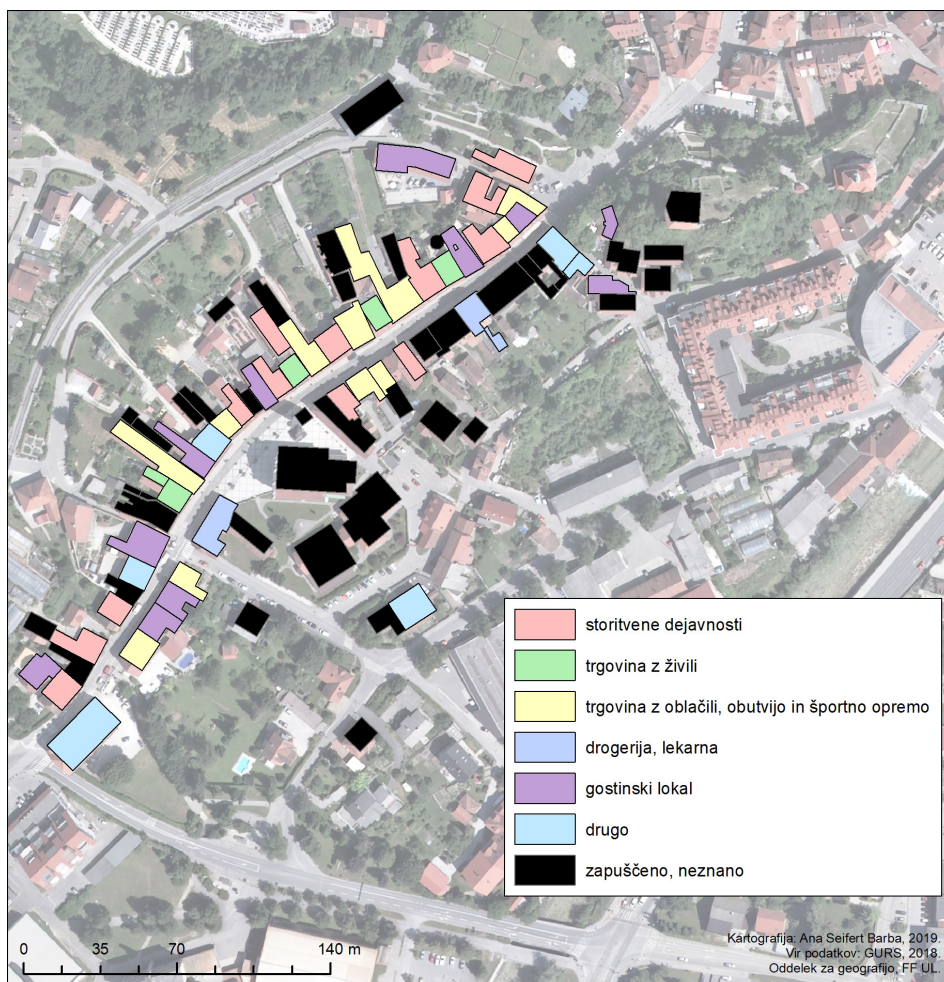 storitvene dejavnosti
trgovina z živili
trgovina z oblačili, obutvijo in športno opremo
drogerija, lekarna
gostinski lokal
drugo
zapuščeno, neznano
0 35 70 140 m
Kartografija: Ana Seifert Barba, 2019.
Vir podatkov: GURS, 2018.
Oddelek za geografijo, FF UL.